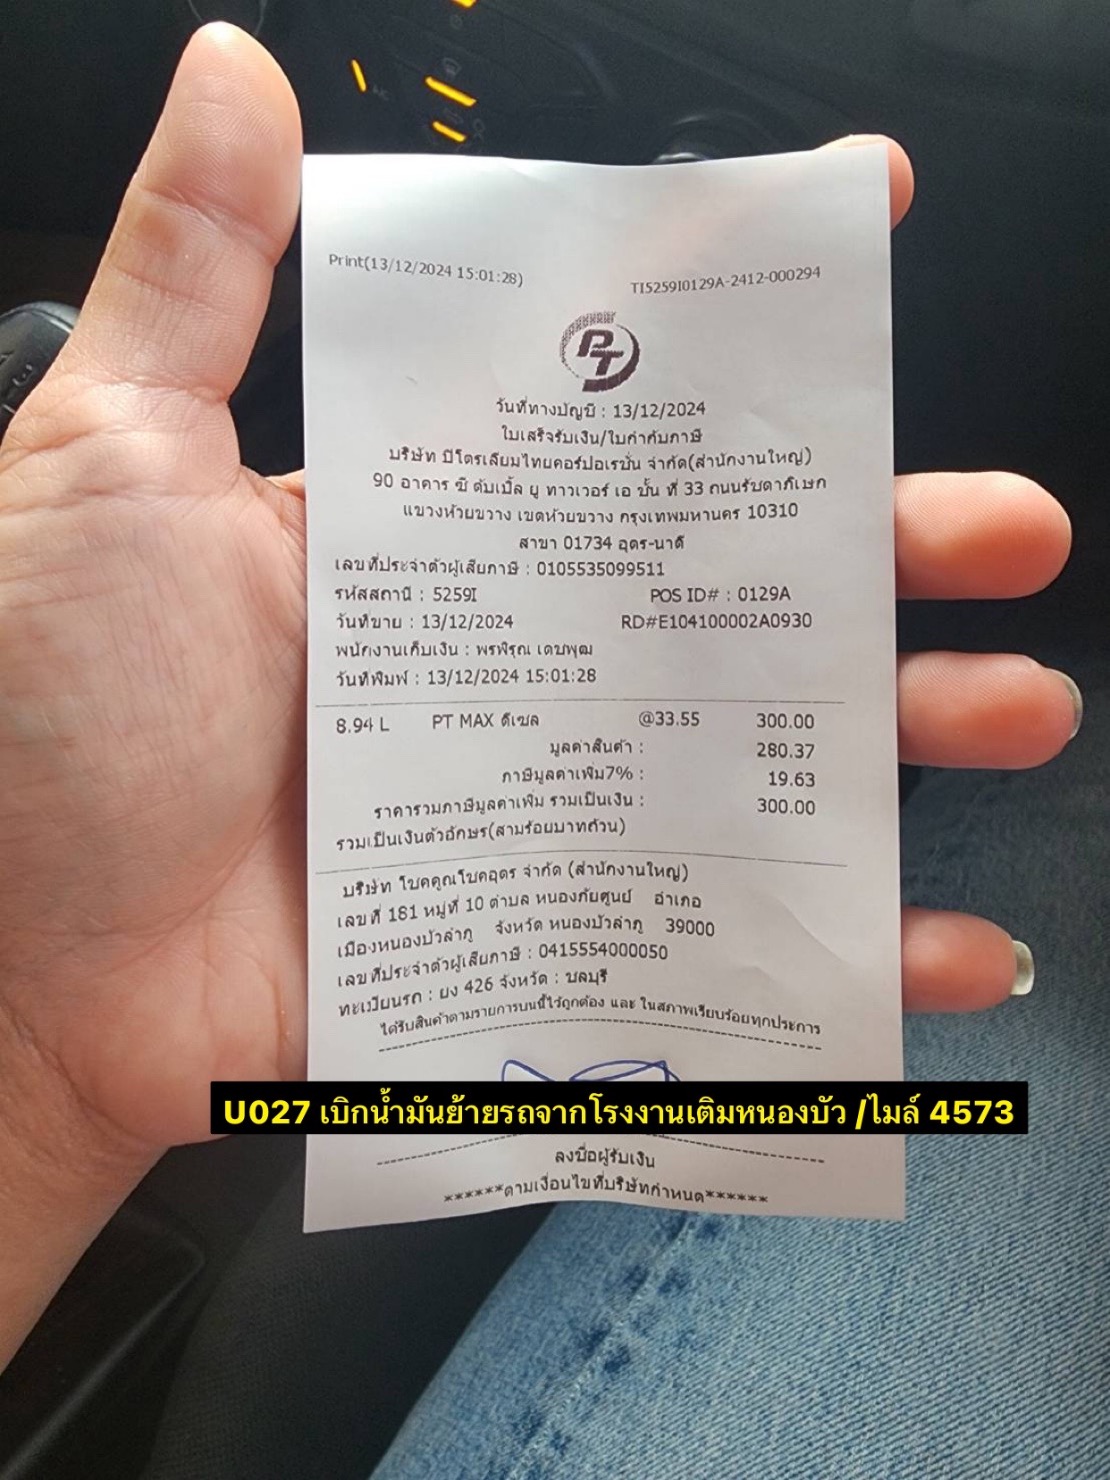 Print(13/12/2024 15:01:28)
TI5259I0129A-2412-000294
PT
วันที่ทางบัญชี : 13/12/2024
ใบเสร็จรับเงิน/ใบกำกับภาษี
บริษัท ปิโตรเลียมไทยคอร์ปอเรชั่น จำกัด(สำนักงานใหญ่)
90 อาคาร ซี ดับเบิ้ล ยู ทาวเวอร์ เอ ชั้น ที่ 33 ถนนรัชดาภิเษก
แขวงห้วยขวาง เขตห้วยขวาง กรุงเทพมหานคร 10310
สาขา 01734 อุดร-นาดี
เลขที่ประจำตัวผู้เสียภาษี : 0105535099511
รหัสสถานี : 5259I POS ID# : 0129A
วันที่ขาย : 13/12/2024 RD#E104100002A0930
พนักงานเก็บเงิน : พรพิรุณ เดชพุฒ
วันที่พิมพ์ : 13/12/2024 15:01:28
8.94 L PT MAX ดีเซล @33.55 300.00
มูลค่าสินค้า : 280.37
ภาษีมูลค่าเพิ่ม7% : 19.63
ราคารวมภาษีมูลค่าเพิ่ม รวมเป็นเงิน : 300.00
รวมเป็นเงินตัวอักษร(สามร้อยบาทถ้วน)
บริษัท โชคคูณโชคอุดร จำกัด (สำนักงานใหญ่)
เลขที่ 181 หมู่ที่ 10 ตำบล หนองภัยศูนย์ อำเภอ
เมืองหนองบัวลำภู จังหวัด หนองบัวลำภู 39000
เลขที่ประจำตัวผู้เสียภาษี : 0415554000050
ทะเบียนรถ : ยง 426 จังหวัด : ชลบุรี
ได้รับสินค้าตามรายการบนนี้ไว้ถูกต้อง และ ในสภาพเรียบร้อยทุกประการ
U027 เบิกน้ำมันย้ายรถจากโรงงานเติมหนองบัว /ไมล์ 4573
ลงชื่อผู้รับเงิน
******ตามเงื่อนไขที่บริษัทกำหนด******